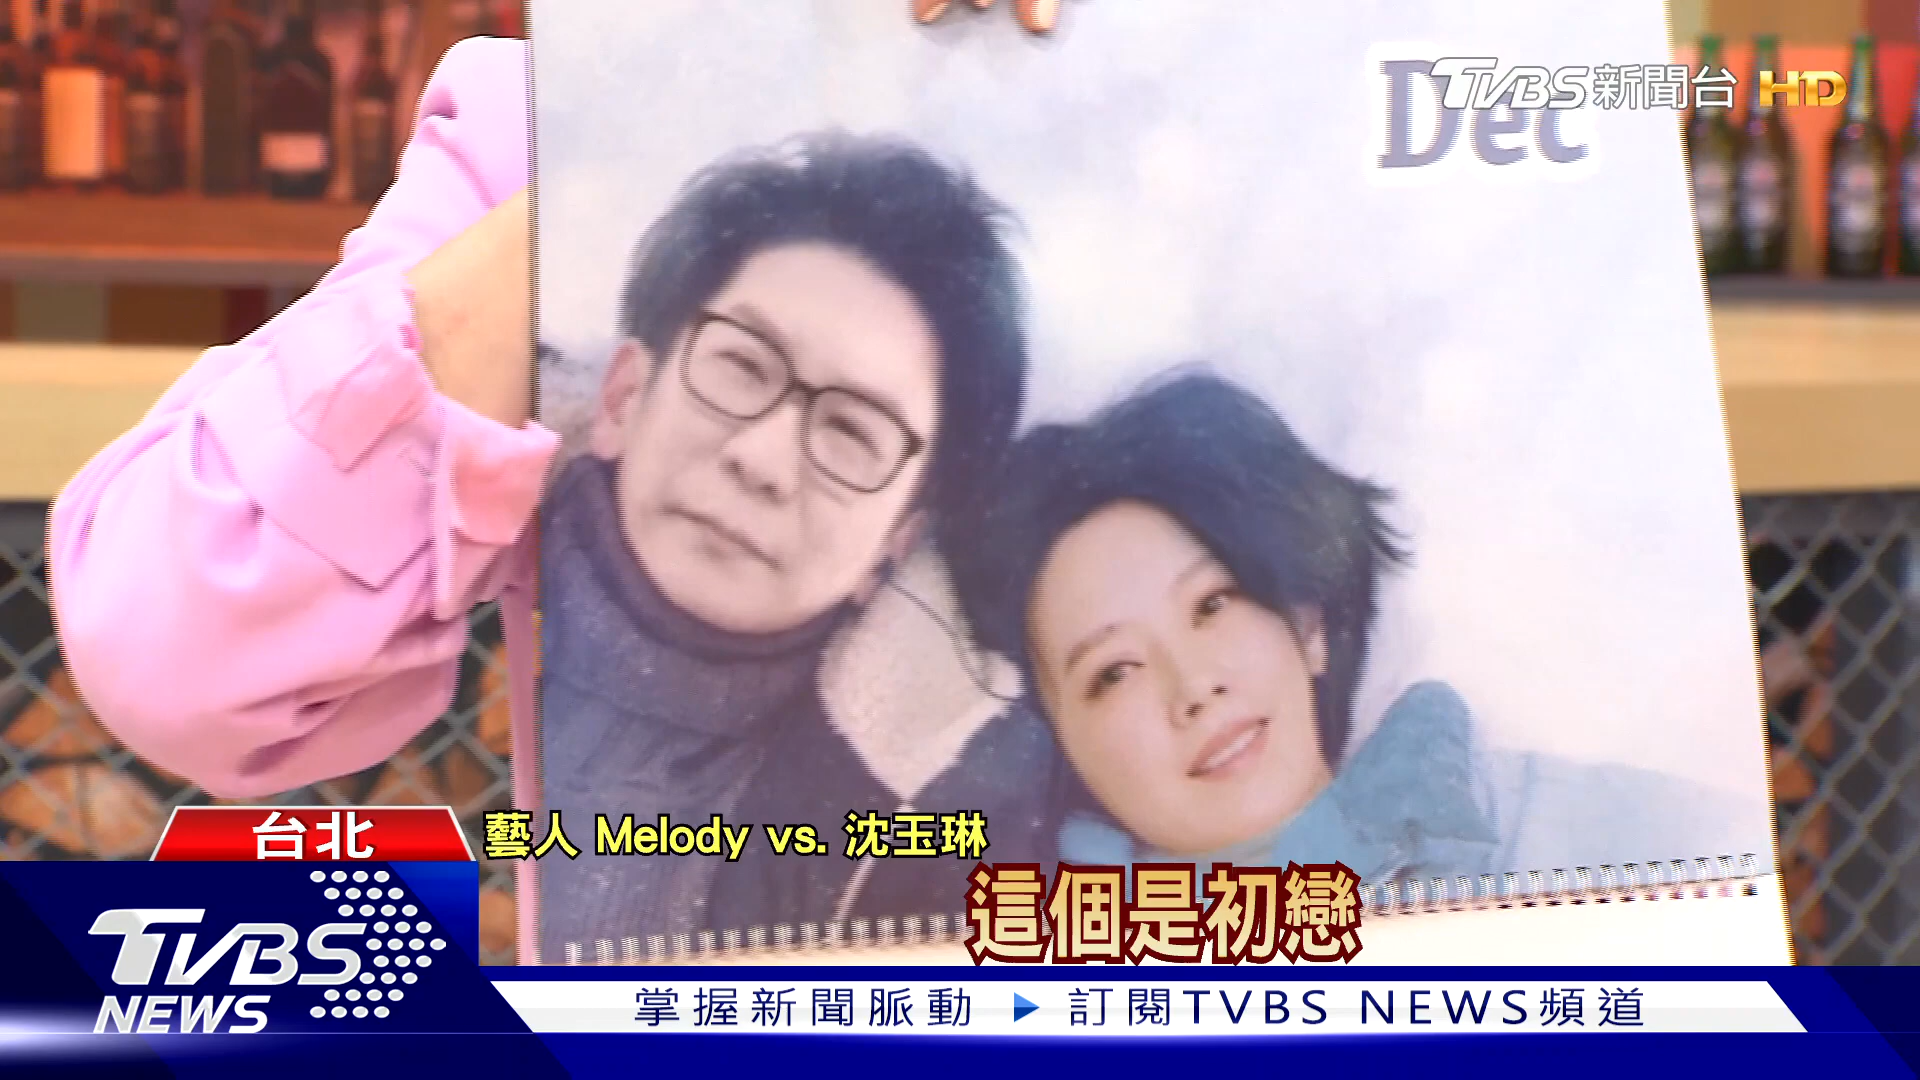 Dec
TVBS新聞台 HD
台北
藝人 Melody vs. 沈玉琳
這個是初戀
TVBS
NEWS
掌握新聞脈動 ▶ 訂閱TVBS NEWS頻道